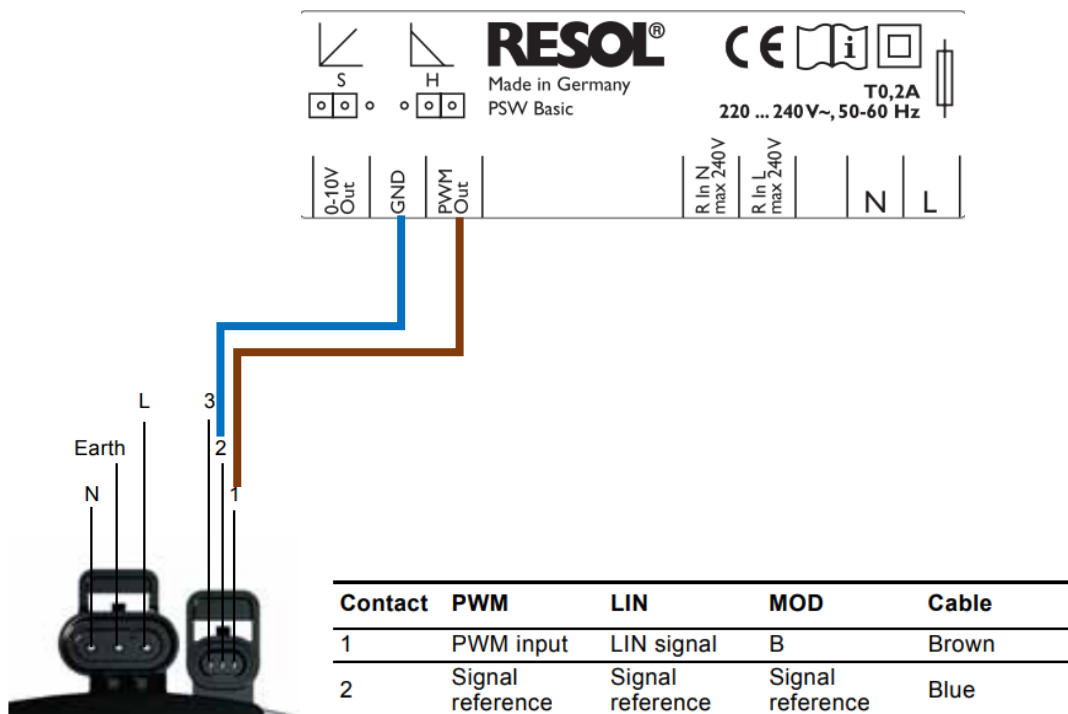 S
H
RESOL®
Made in Germany
PSW Basic
CE
i
T0,2A
220 ... 240 V~, 50-60 Hz
0-10V
Out
GND
PWM
Out
R In N
max 240V
R In L
max 240V
N
L
L
3
Earth
2
N
1
Contact PWM LIN MOD Cable
1 PWM input LIN signal B Brown
2 Signal reference Signal reference Signal reference Blue